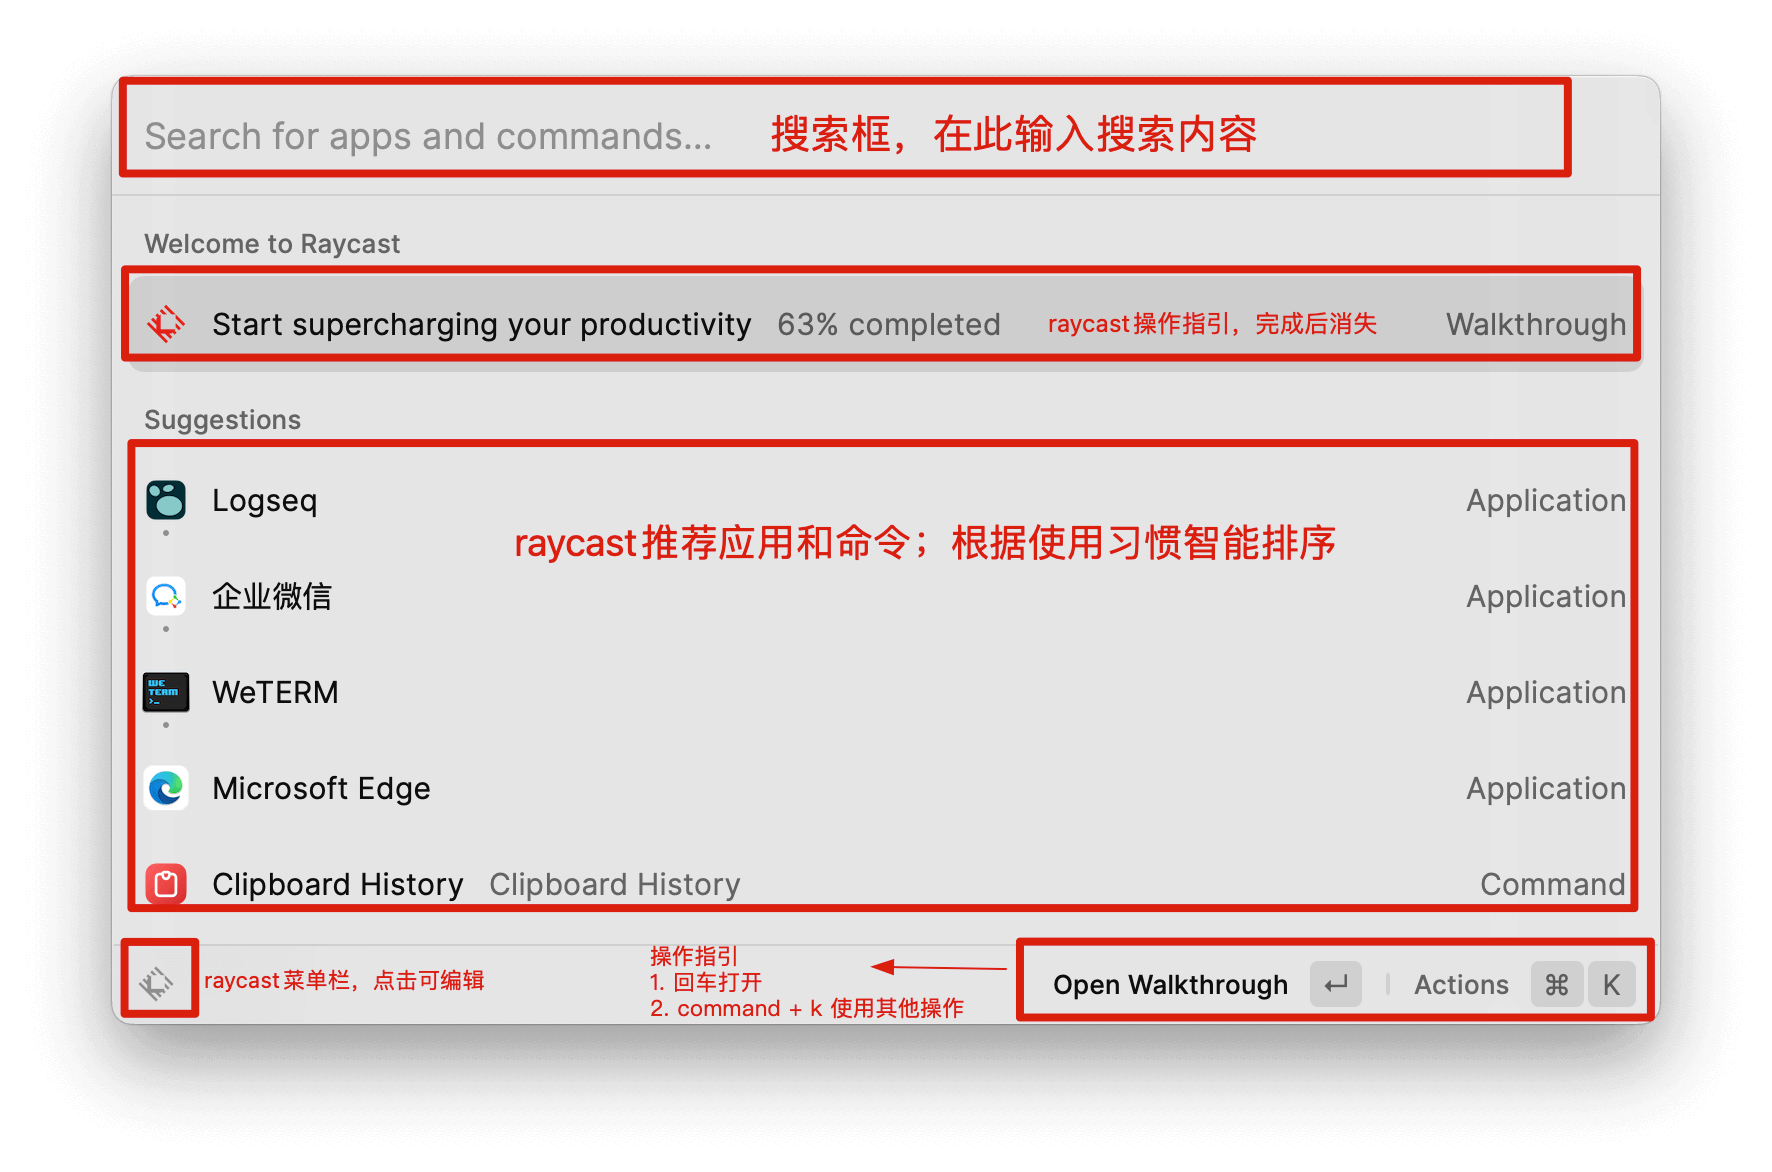 Search for apps and commands... 搜索框，在此输入搜索内容
Welcome to Raycast
Start supercharging your productivity 63% completed raycast操作指引，完成后消失 Walkthrough
Suggestions
Logseq Application
raycast推荐应用和命令；根据使用习惯智能排序
企业微信 Application
WE
TERM
>_
WeTERM Application
Microsoft Edge Application
Clipboard History Clipboard History Command
raycast菜单栏，点击可编辑
操作指引
1. 回车打开
2. command + k 使用其他操作
Open Walkthrough ↵ Actions ⌘ K